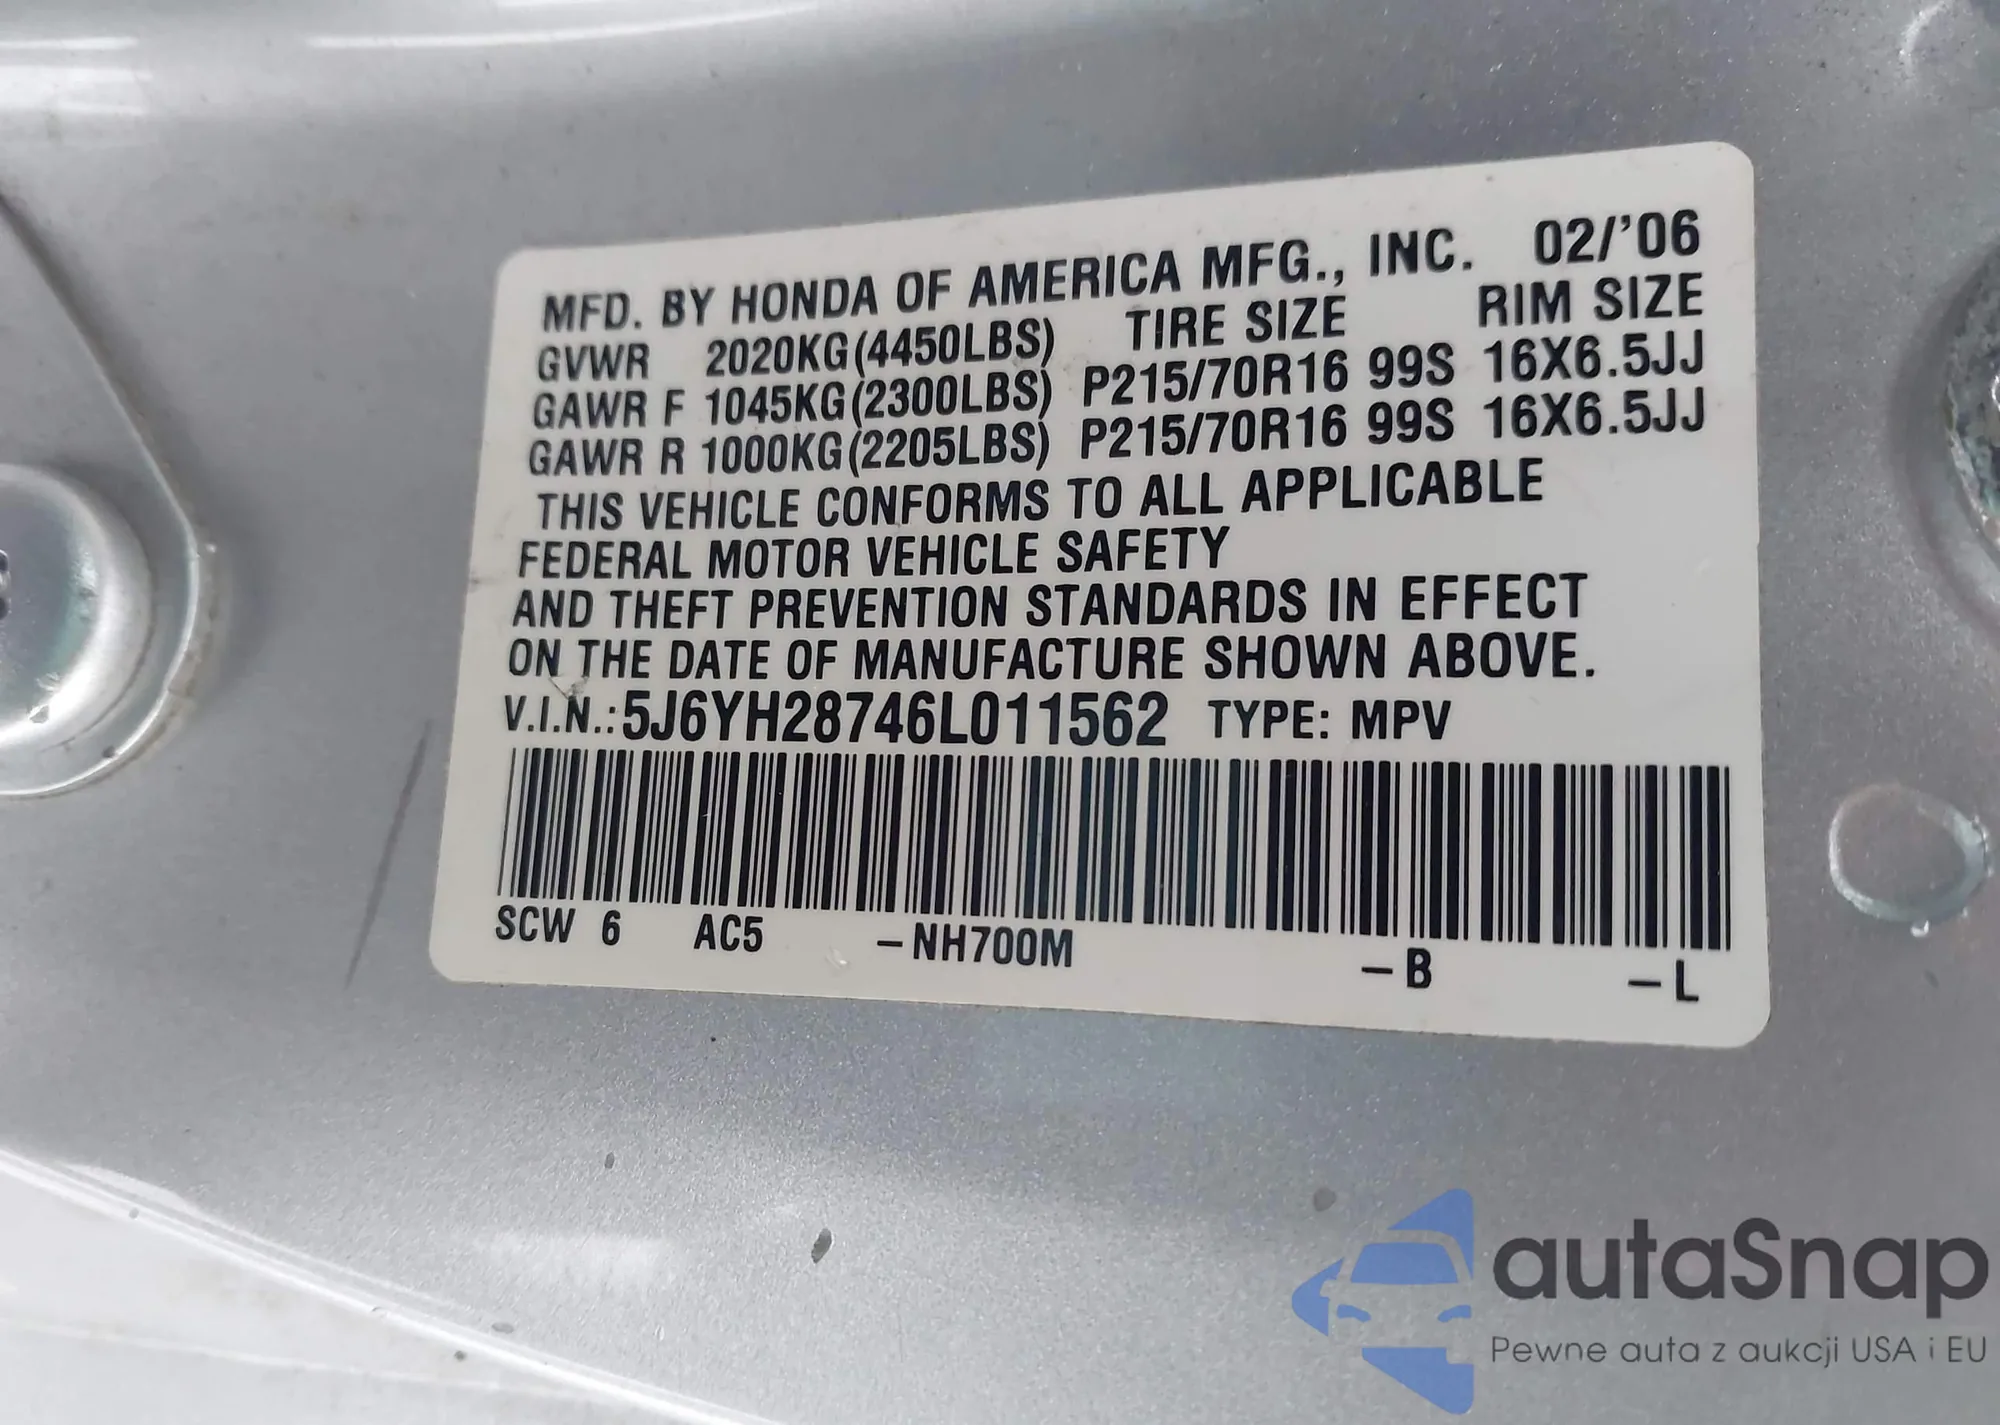 MFD. BY HONDA OF AMERICA MFG., INC. 02/'06
GVWR 2020KG(4450LBS) TIRE SIZE RIM SIZE
GAWR F 1045KG(2300LBS) P215/70R16 99S 16X6.5JJ
GAWR R 1000KG(2205LBS) P215/70R16 99S 16X6.5JJ
THIS VEHICLE CONFORMS TO ALL APPLICABLE
FEDERAL MOTOR VEHICLE SAFETY
AND THEFT PREVENTION STANDARDS IN EFFECT
ON THE DATE OF MANUFACTURE SHOWN ABOVE.
V.I.N.:5J6YH28746L011562 TYPE: MPV
SCW 6 AC5 -NH700M -B -L
autaSnap
Pewne auta z aukcji USA i EU